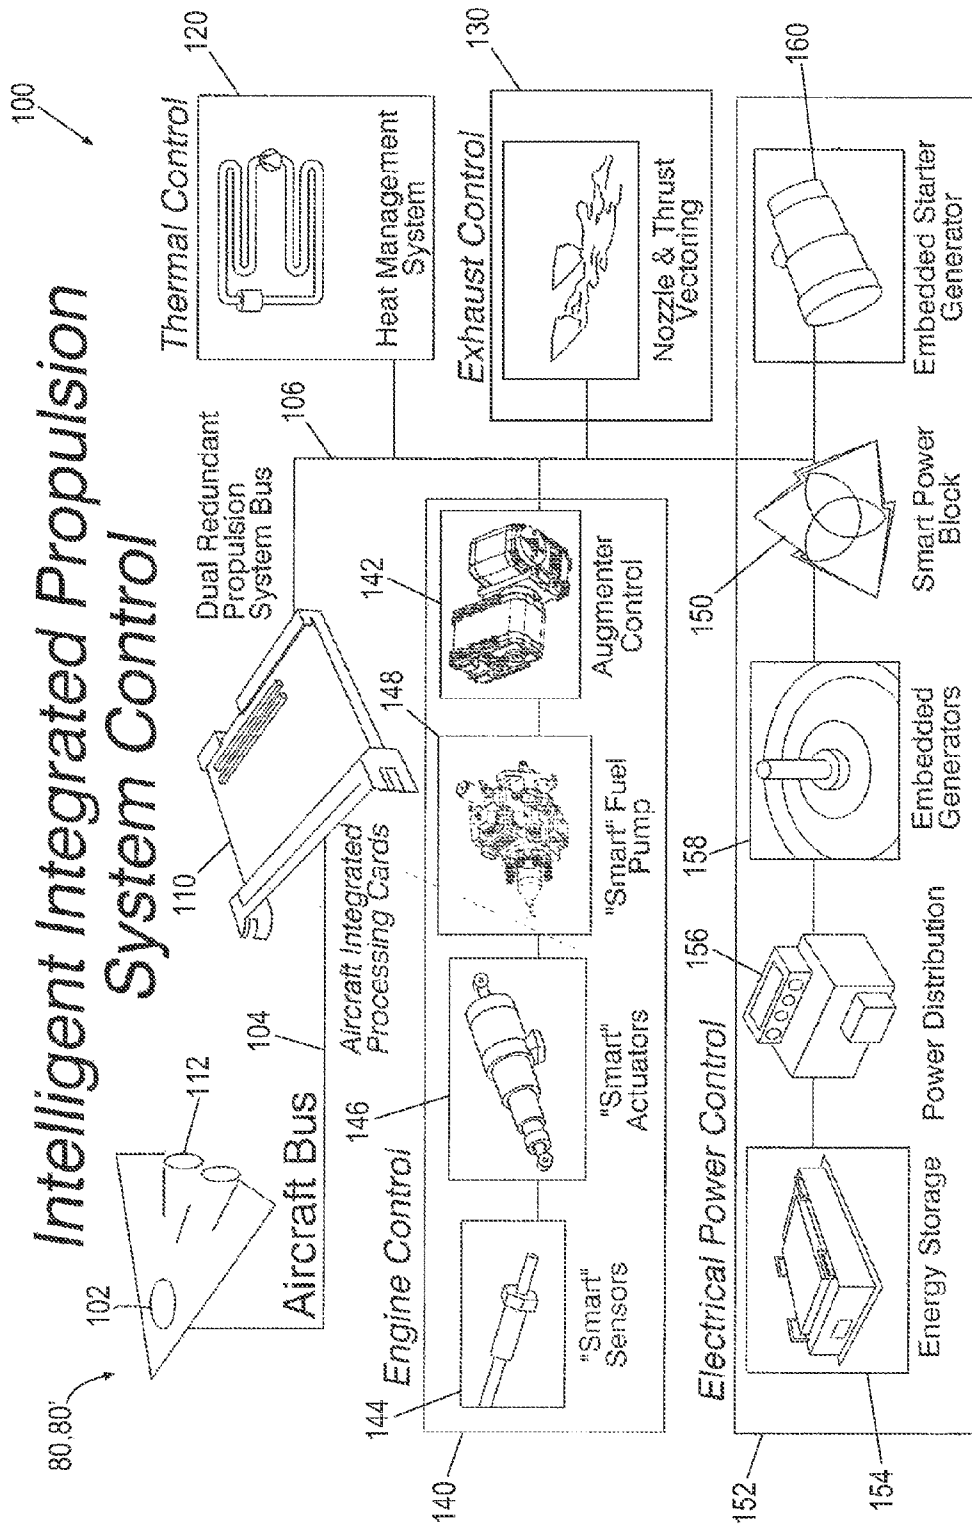 100
Intelligent Integrated Propulsion
System Control
80,80'
102
112
104
Aircraft Bus
110
Aircraft Integrated
Processing Cards
Dual Redundant
Propulsion
System Bus
106
Thermal Control
120
Heat Management
System
Exhaust Control
130
Nozzle & Thrust
Vectoring
Engine Control
140
144
"Smart"
Sensors
146
"Smart"
Actuators
148
"Smart" Fuel
Pump
142
Augmenter
Control
Electrical Power Control
152
154
Energy Storage
156
Power Distribution
158
Embedded
Generators
150
Smart Power
Block
160
Embedded Starter
Generator